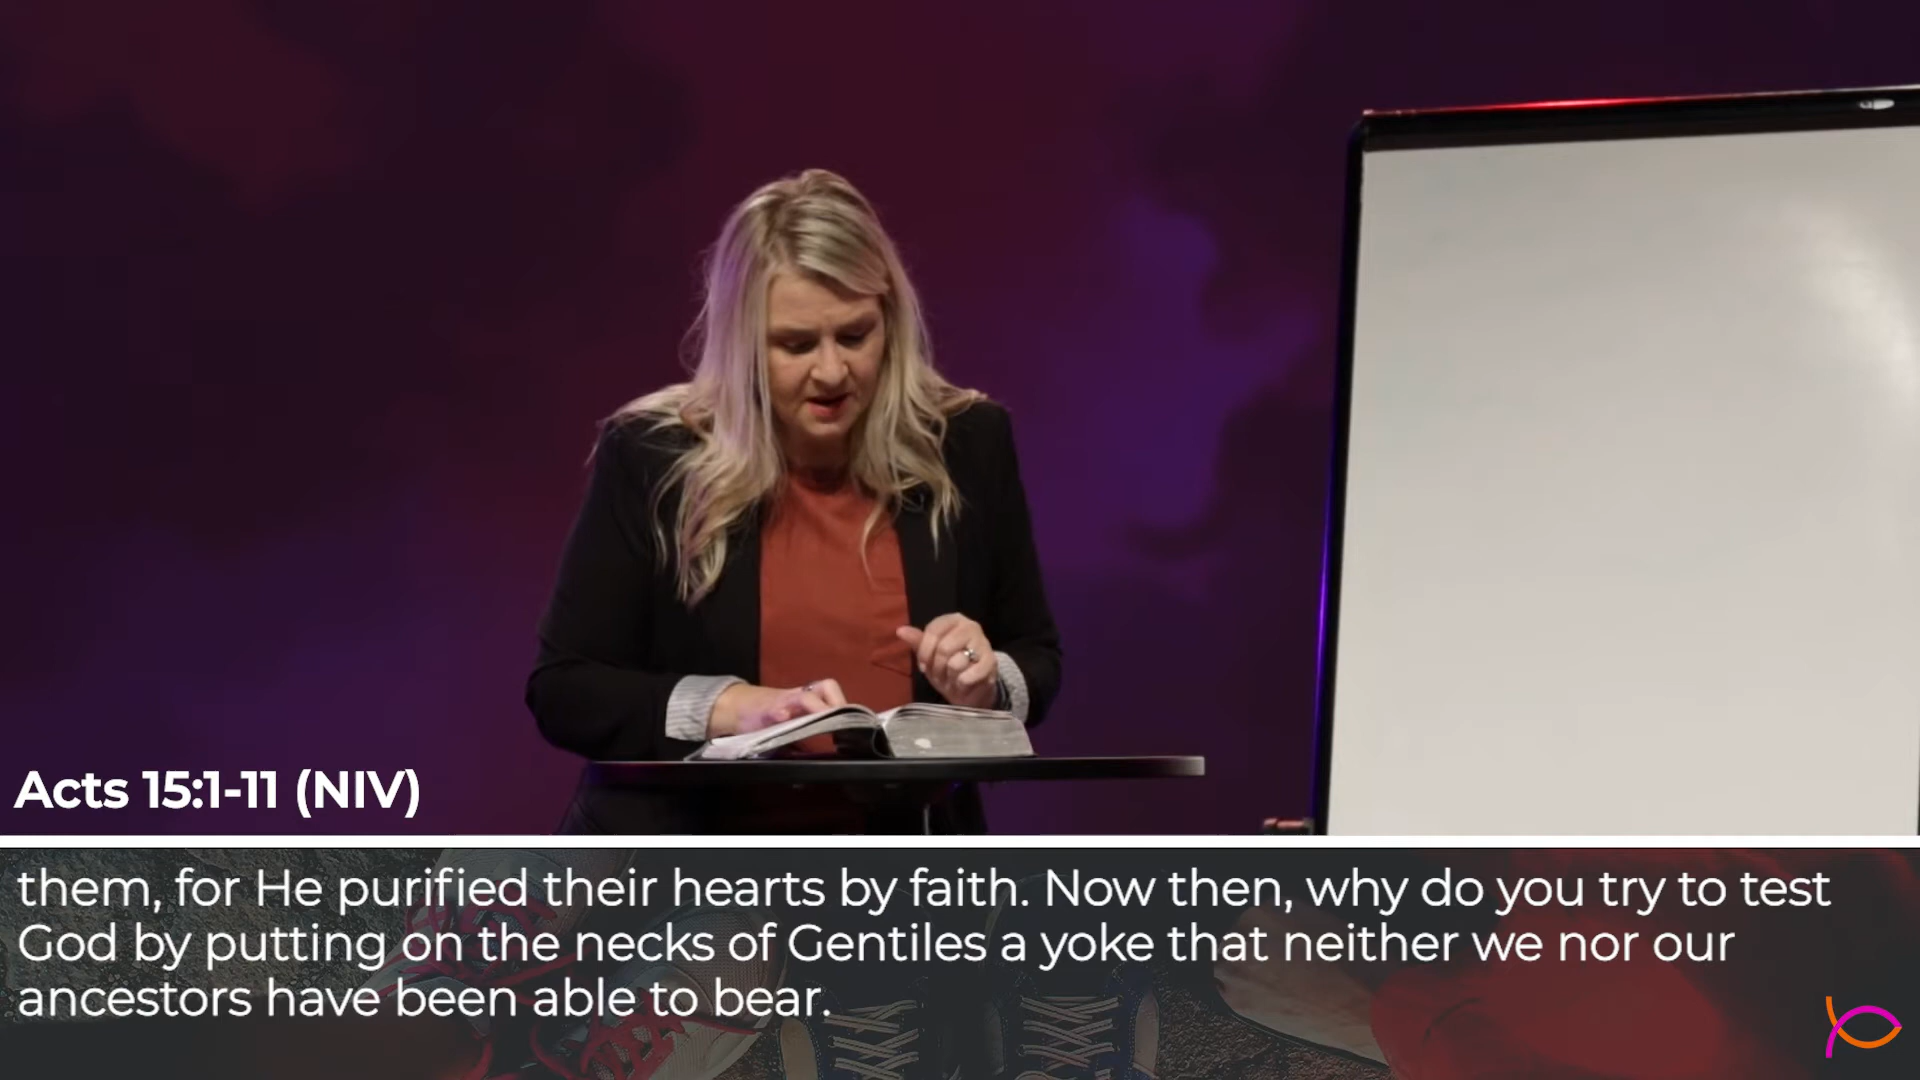 Acts 15:1-11 (NIV)
them, for He purified their hearts by faith. Now then, why do you try to test
God by putting on the necks of Gentiles a yoke that neither we nor our
ancestors have been able to bear.